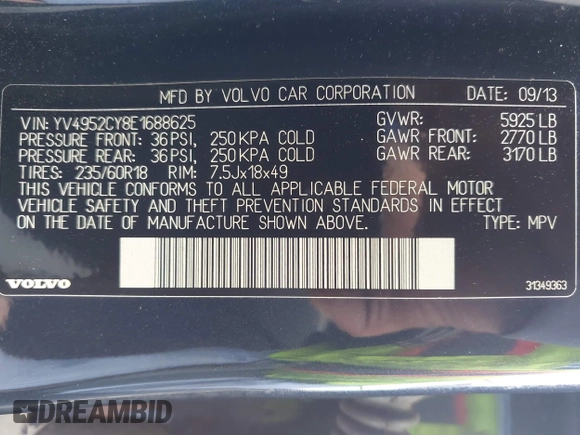 MFD BY VOLVO CAR CORPORATION DATE: 09/13
VIN: YV4952CY8E1688625 GVWR: 5925 LB
PRESSURE FRONT: 36 PSI, 250 KPA COLD GAWR FRONT: 2770 LB
PRESSURE REAR: 36 PSI, 250 KPA COLD GAWR REAR: 3170 LB
TIRES: 235/60R18 RIM: 7.5Jx18x49
THIS VEHICLE CONFORMS TO ALL APPLICABLE FEDERAL MOTOR
VEHICLE SAFETY AND THEFT PREVENTION STANDARDS IN EFFECT
ON THE DATE OF MANUFACTURE SHOWN ABOVE. TYPE: MPV
VOLVO 31349363
DREAMBID